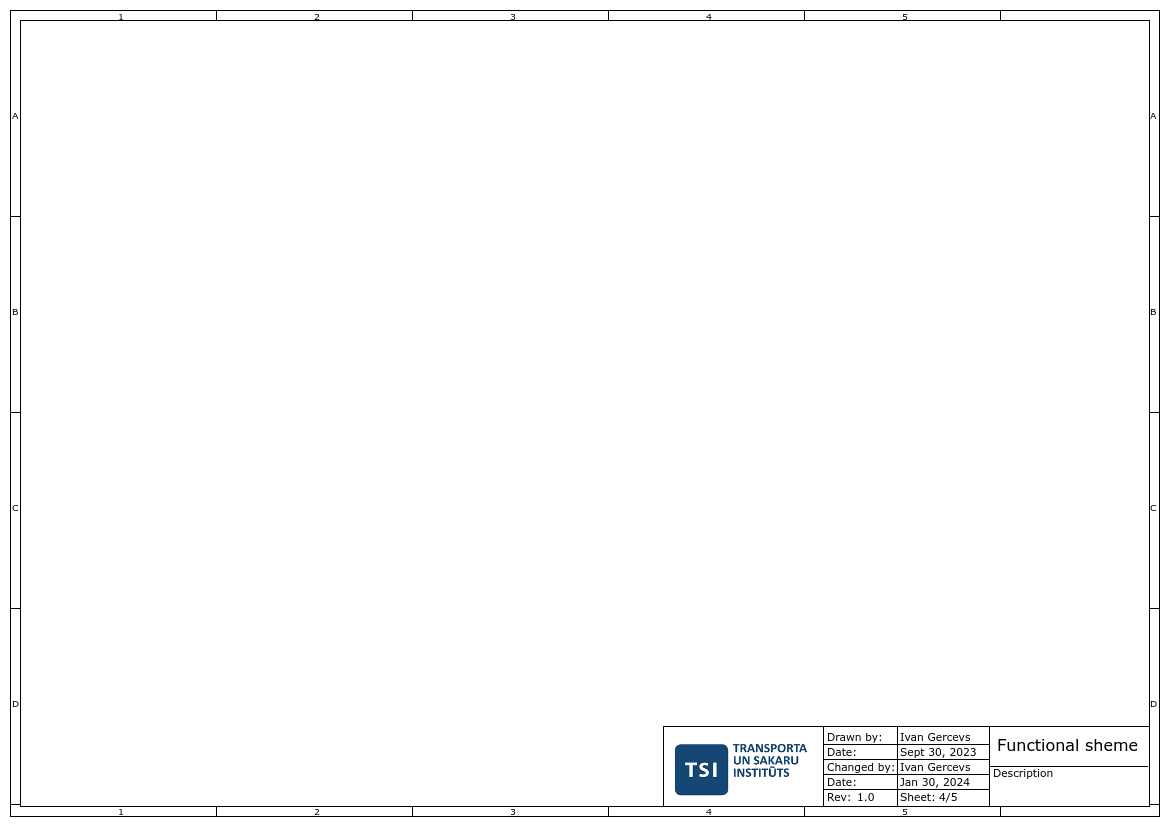 1 2 3 4 5
A A
B B
C C
D D
TSI
TRANSPORTA
UN SAKARU
INSTITŪTS
Drawn by: Ivan Gercevs
Date: Sept 30, 2023
Changed by: Ivan Gercevs
Date: Jan 30, 2024
Rev: 1.0 Sheet: 4/5
Functional sheme
Description
1 2 3 4 5